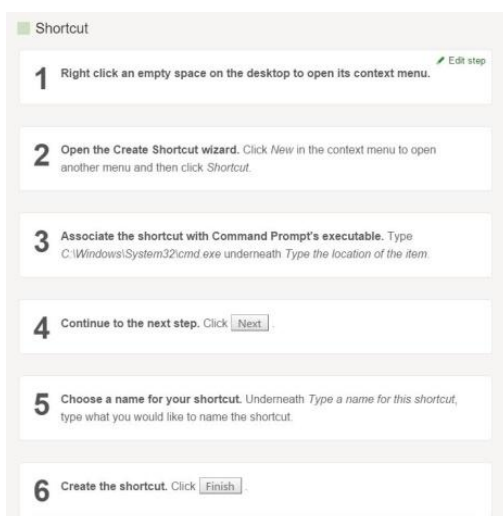 Shortcut
Edit step
1 Right click an empty space on the desktop to open its context menu.
2 Open the Create Shortcut wizard. Click New in the context menu to open
another menu and then click Shortcut.
3 Associate the shortcut with Command Prompt's executable. Type
C:\Windows\System32\cmd.exe underneath Type the location of the item.
4 Continue to the next step. Click Next .
5 Choose a name for your shortcut. Underneath Type a name for this shortcut,
type what you would like to name the shortcut.
6 Create the shortcut. Click Finish .